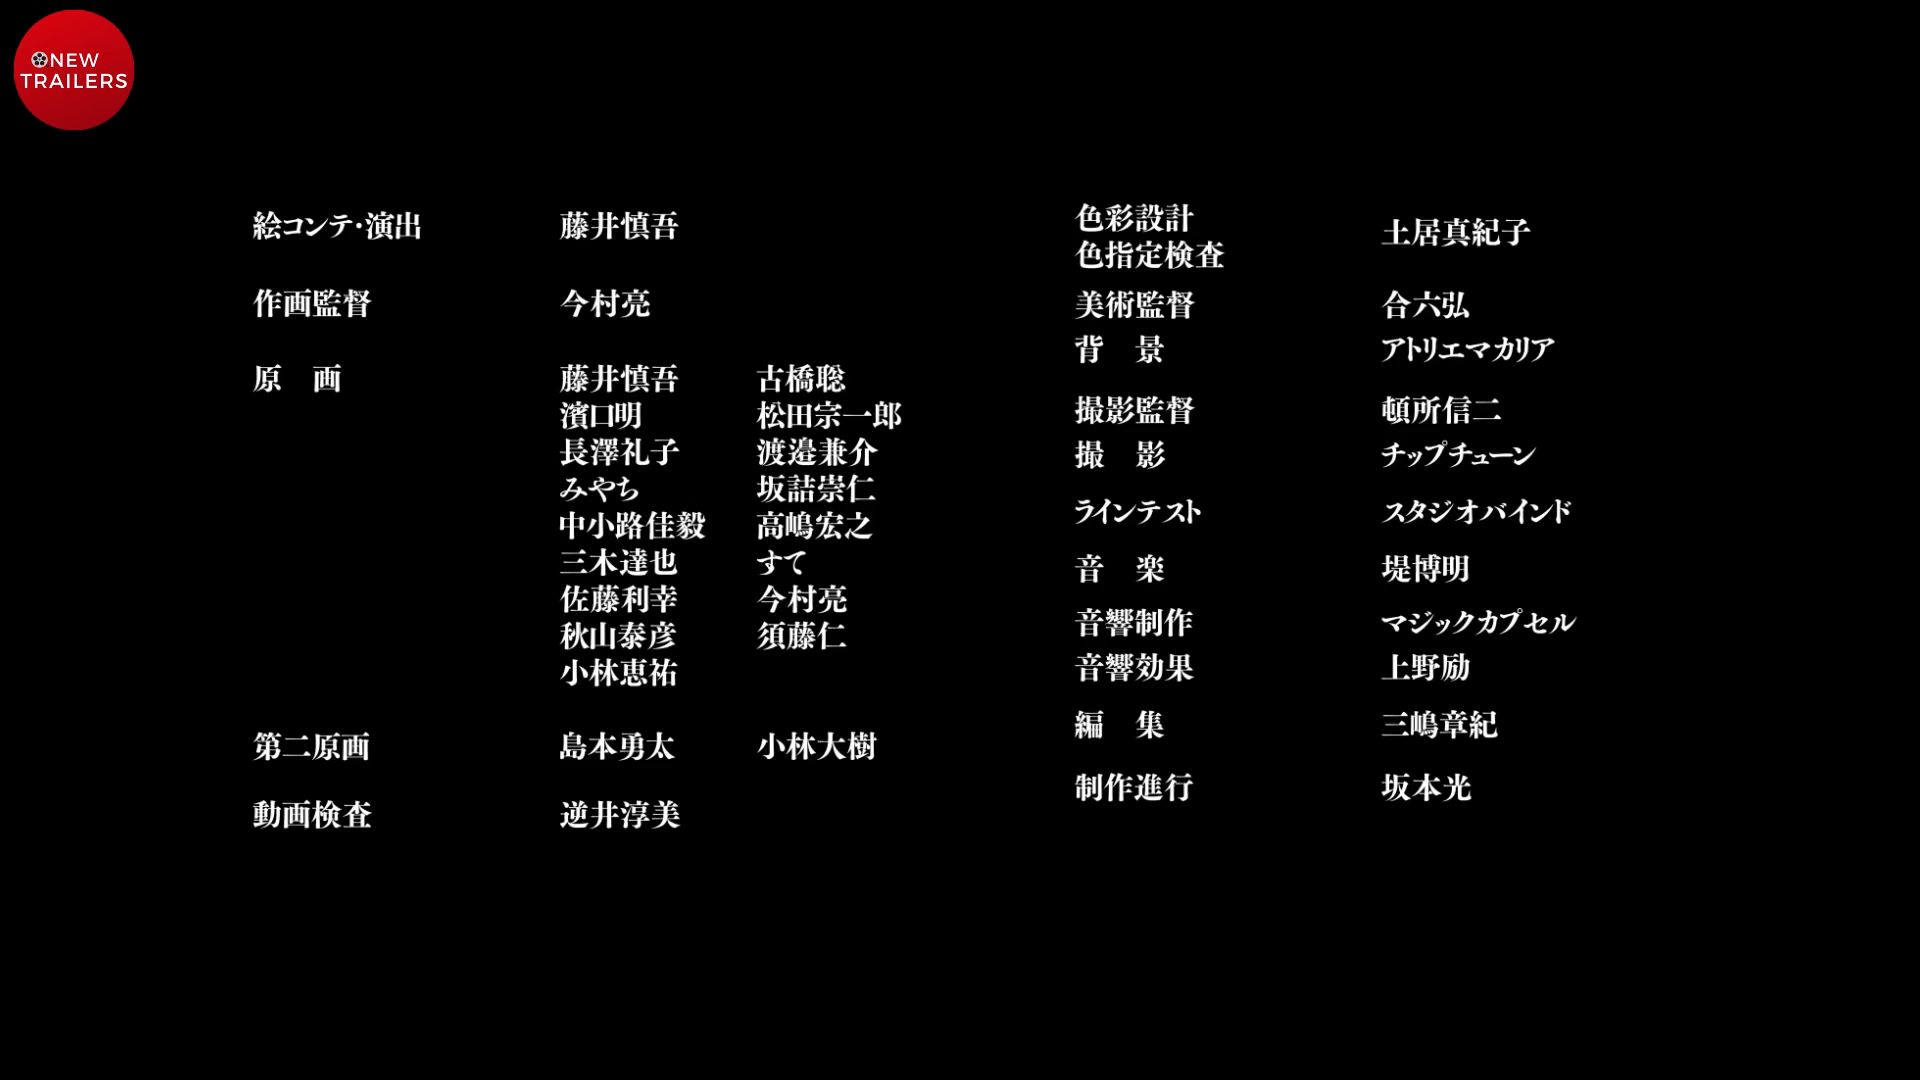 NEW
TRAILERS
絵コンテ・演出 藤井慎吾
作画監督 今村亮
原 画 藤井慎吾 古橋聡
濱口明 松田宗一郎
長澤礼子 渡邉兼介
みやち 坂詰崇仁
中小路佳毅 高嶋宏之
三木達也 すて
佐藤利幸 今村亮
秋山泰彦 須藤仁
小林恵祐
第二原画 島本勇太 小林大樹
動画検査 逆井淳美
色彩設計
色指定検査 土居真紀子
美術監督 合六弘
背 景 アトリエマカリア
撮影監督 頓所信二
撮 影 チップチューン
ラインテスト スタジオバインド
音 楽 堤博明
音響制作 マジックカプセル
音響効果 上野励
編 集 三嶋章紀
制作進行 坂本光